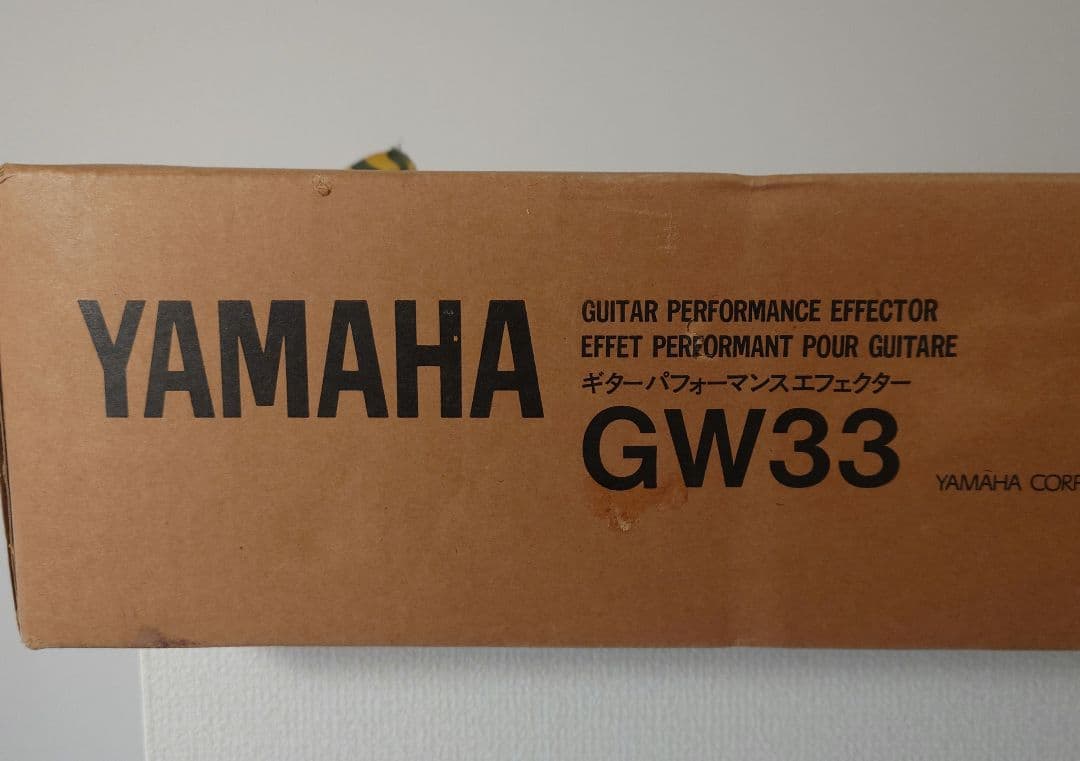 YAMAHA
GUITAR PERFORMANCE EFFECTOR
EFFET PERFORMANT POUR GUITARE
ギターパフォーマンスエフェクター
GW33
YAMAHA